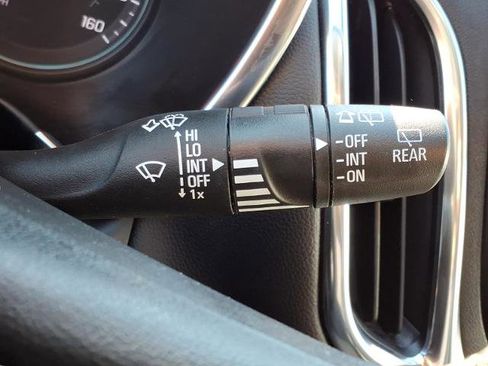 160
HI
LO
INT
OFF
1x
-OFF
-INT
-ON
REAR